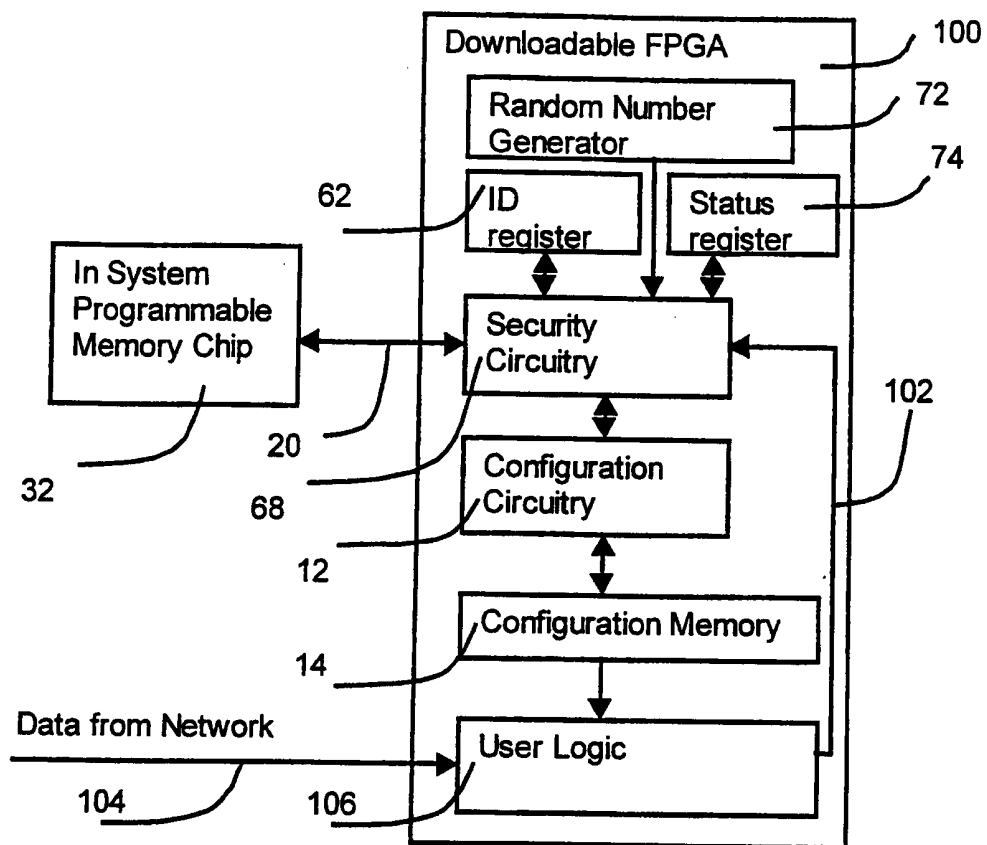 Downloadable FPGA
100
Random Number
Generator
72
74
62
ID
register
Status
register
In System
Programmable
Memory Chip
Security
Circuitry
102
20
32
68
Configuration
Circuitry
12
Configuration Memory
14
Data from Network
User Logic
104
106